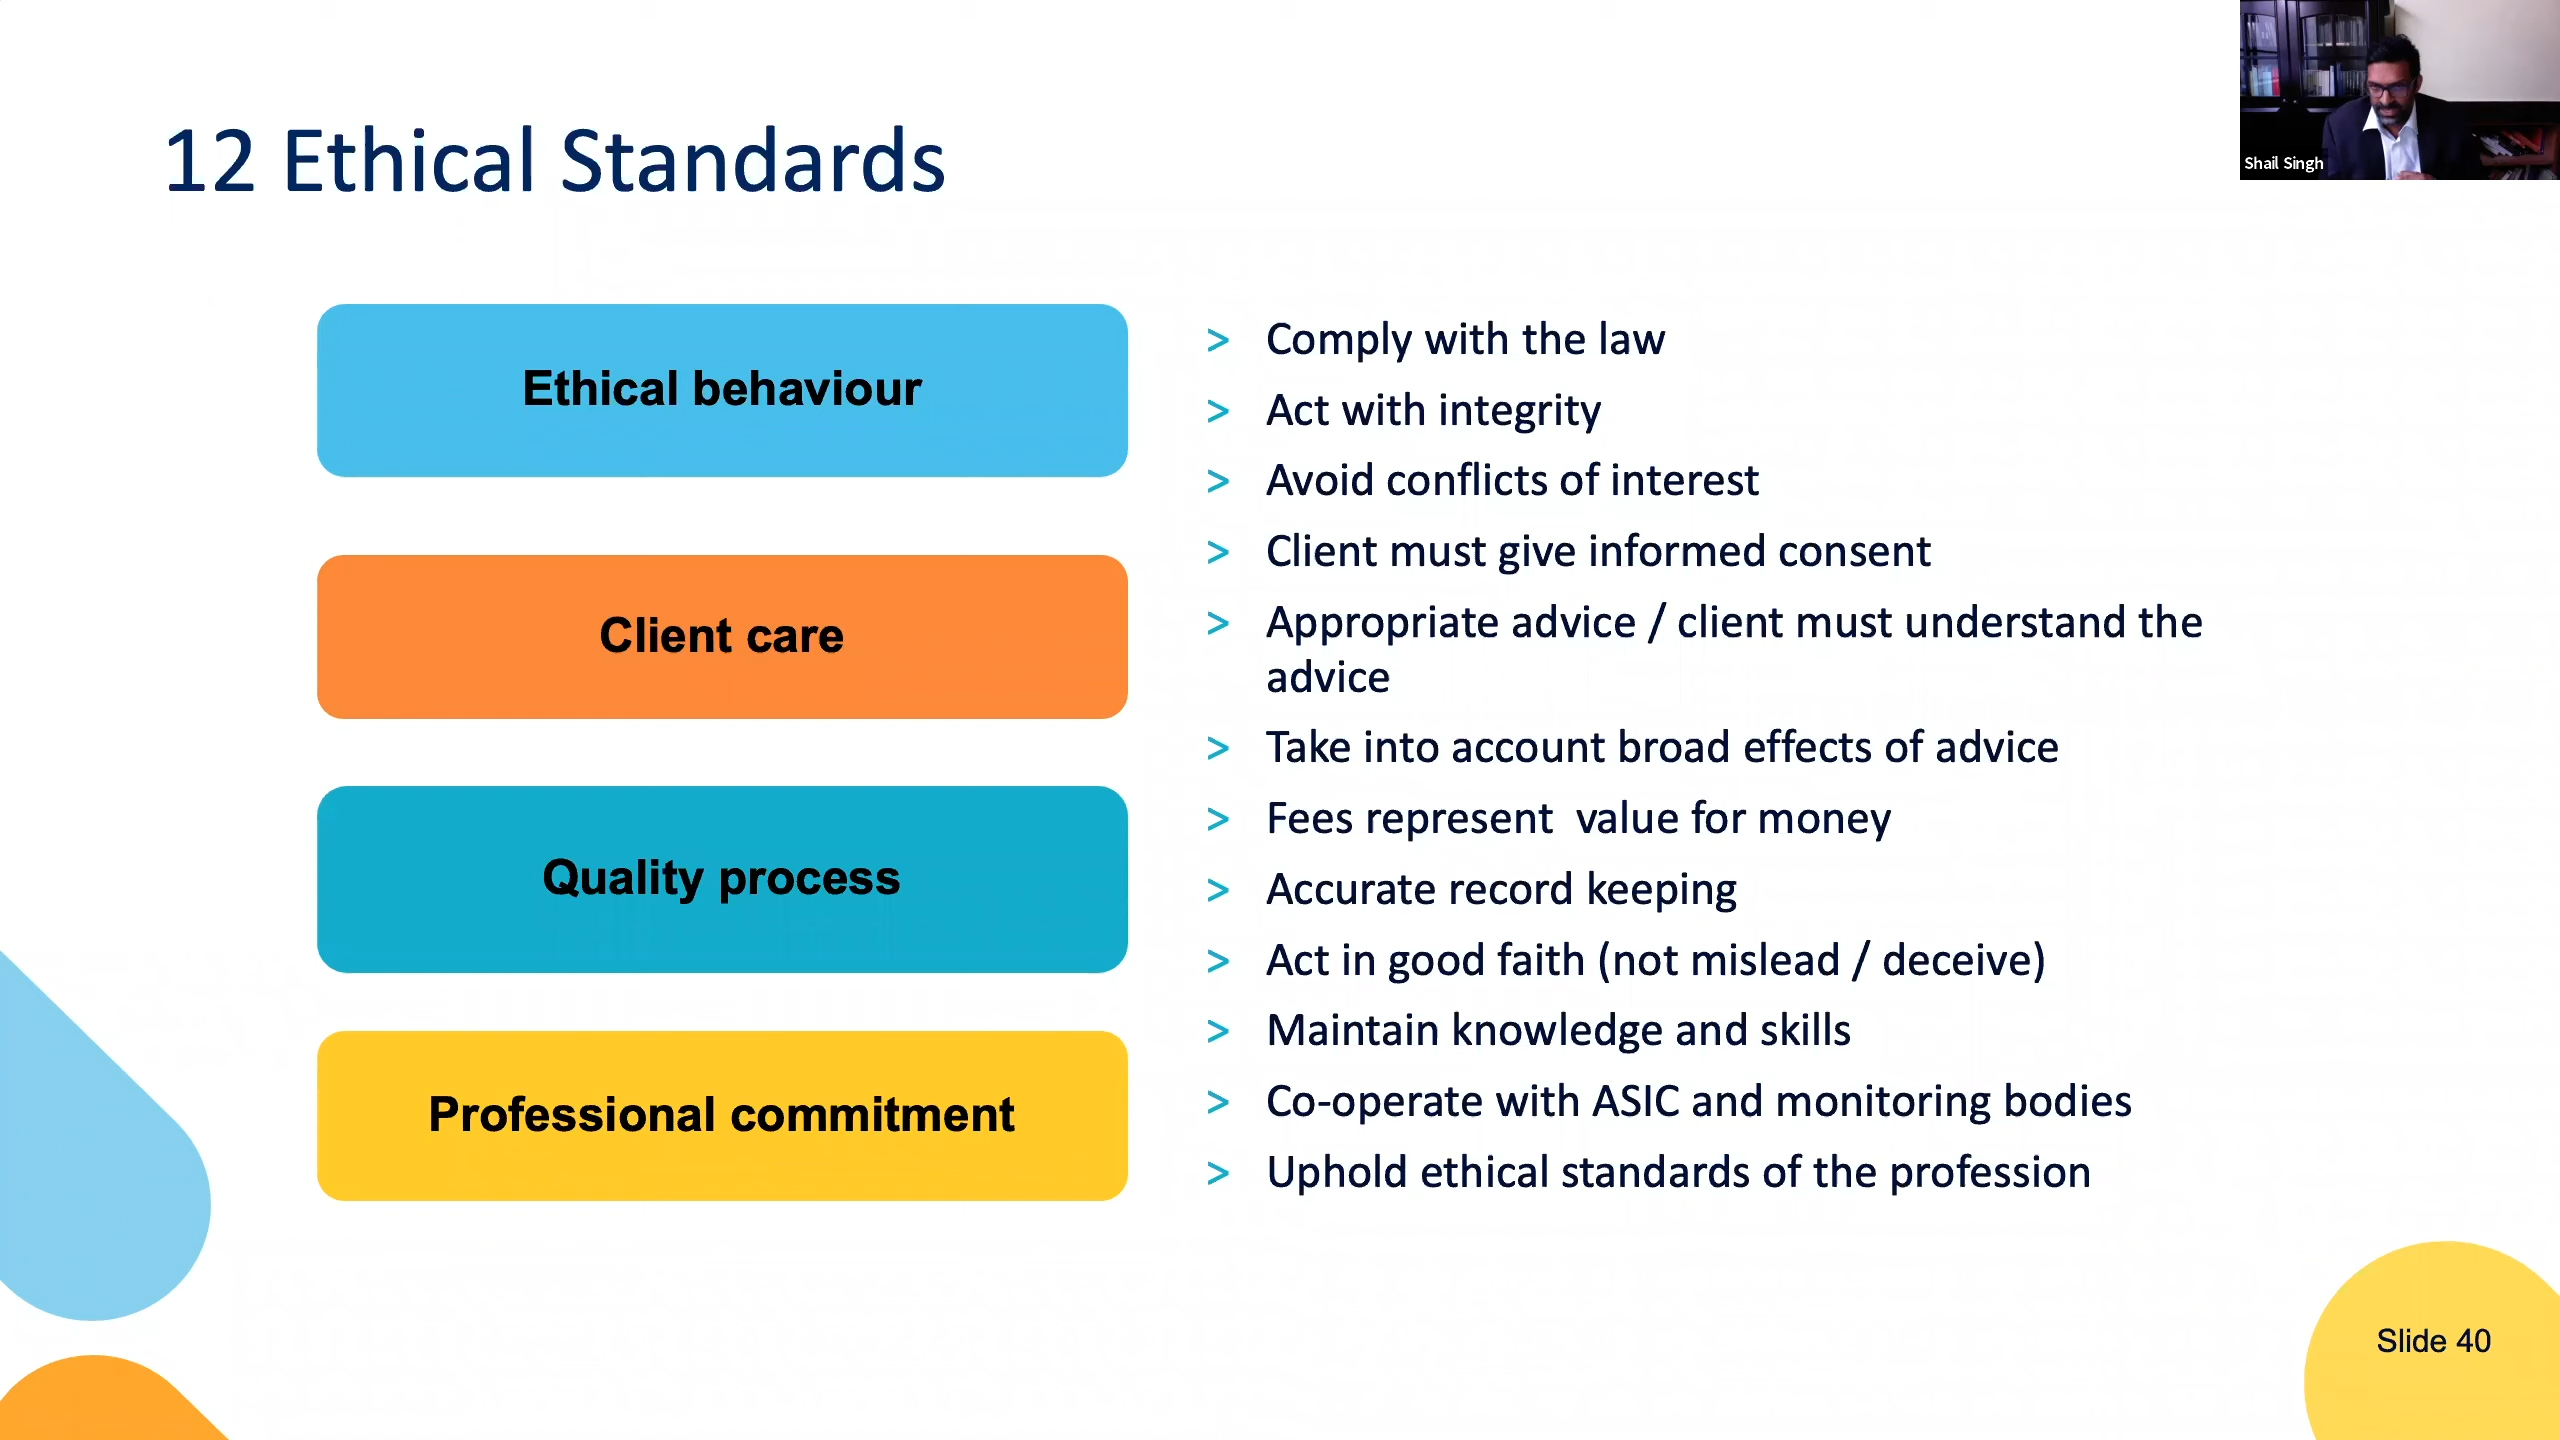 12 Ethical Standards
Shail Singh
Ethical behaviour
Client care
Quality process
Professional commitment
> Comply with the law
> Act with integrity
> Avoid conflicts of interest
> Client must give informed consent
> Appropriate advice / client must understand the
advice
> Take into account broad effects of advice
> Fees represent  value for money
> Accurate record keeping
> Act in good faith (not mislead / deceive)
> Maintain knowledge and skills
> Co-operate with ASIC and monitoring bodies
> Uphold ethical standards of the profession
Slide 40